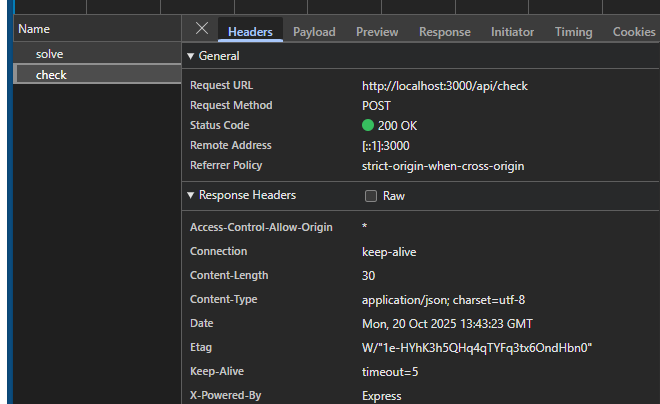 Name
solve
check
Headers Payload Preview Response Initiator Timing Cookies
General
Request URL http://localhost:3000/api/check
Request Method POST
Status Code 200 OK
Remote Address [::1]:3000
Referrer Policy strict-origin-when-cross-origin
Response Headers Raw
Access-Control-Allow-Origin *
Connection keep-alive
Content-Length 30
Content-Type application/json; charset=utf-8
Date Mon, 20 Oct 2025 13:43:23 GMT
Etag W/"1e-HYhK3h5QHq4qTYFq3tx6OndHbn0"
Keep-Alive timeout=5
X-Powered-By Express